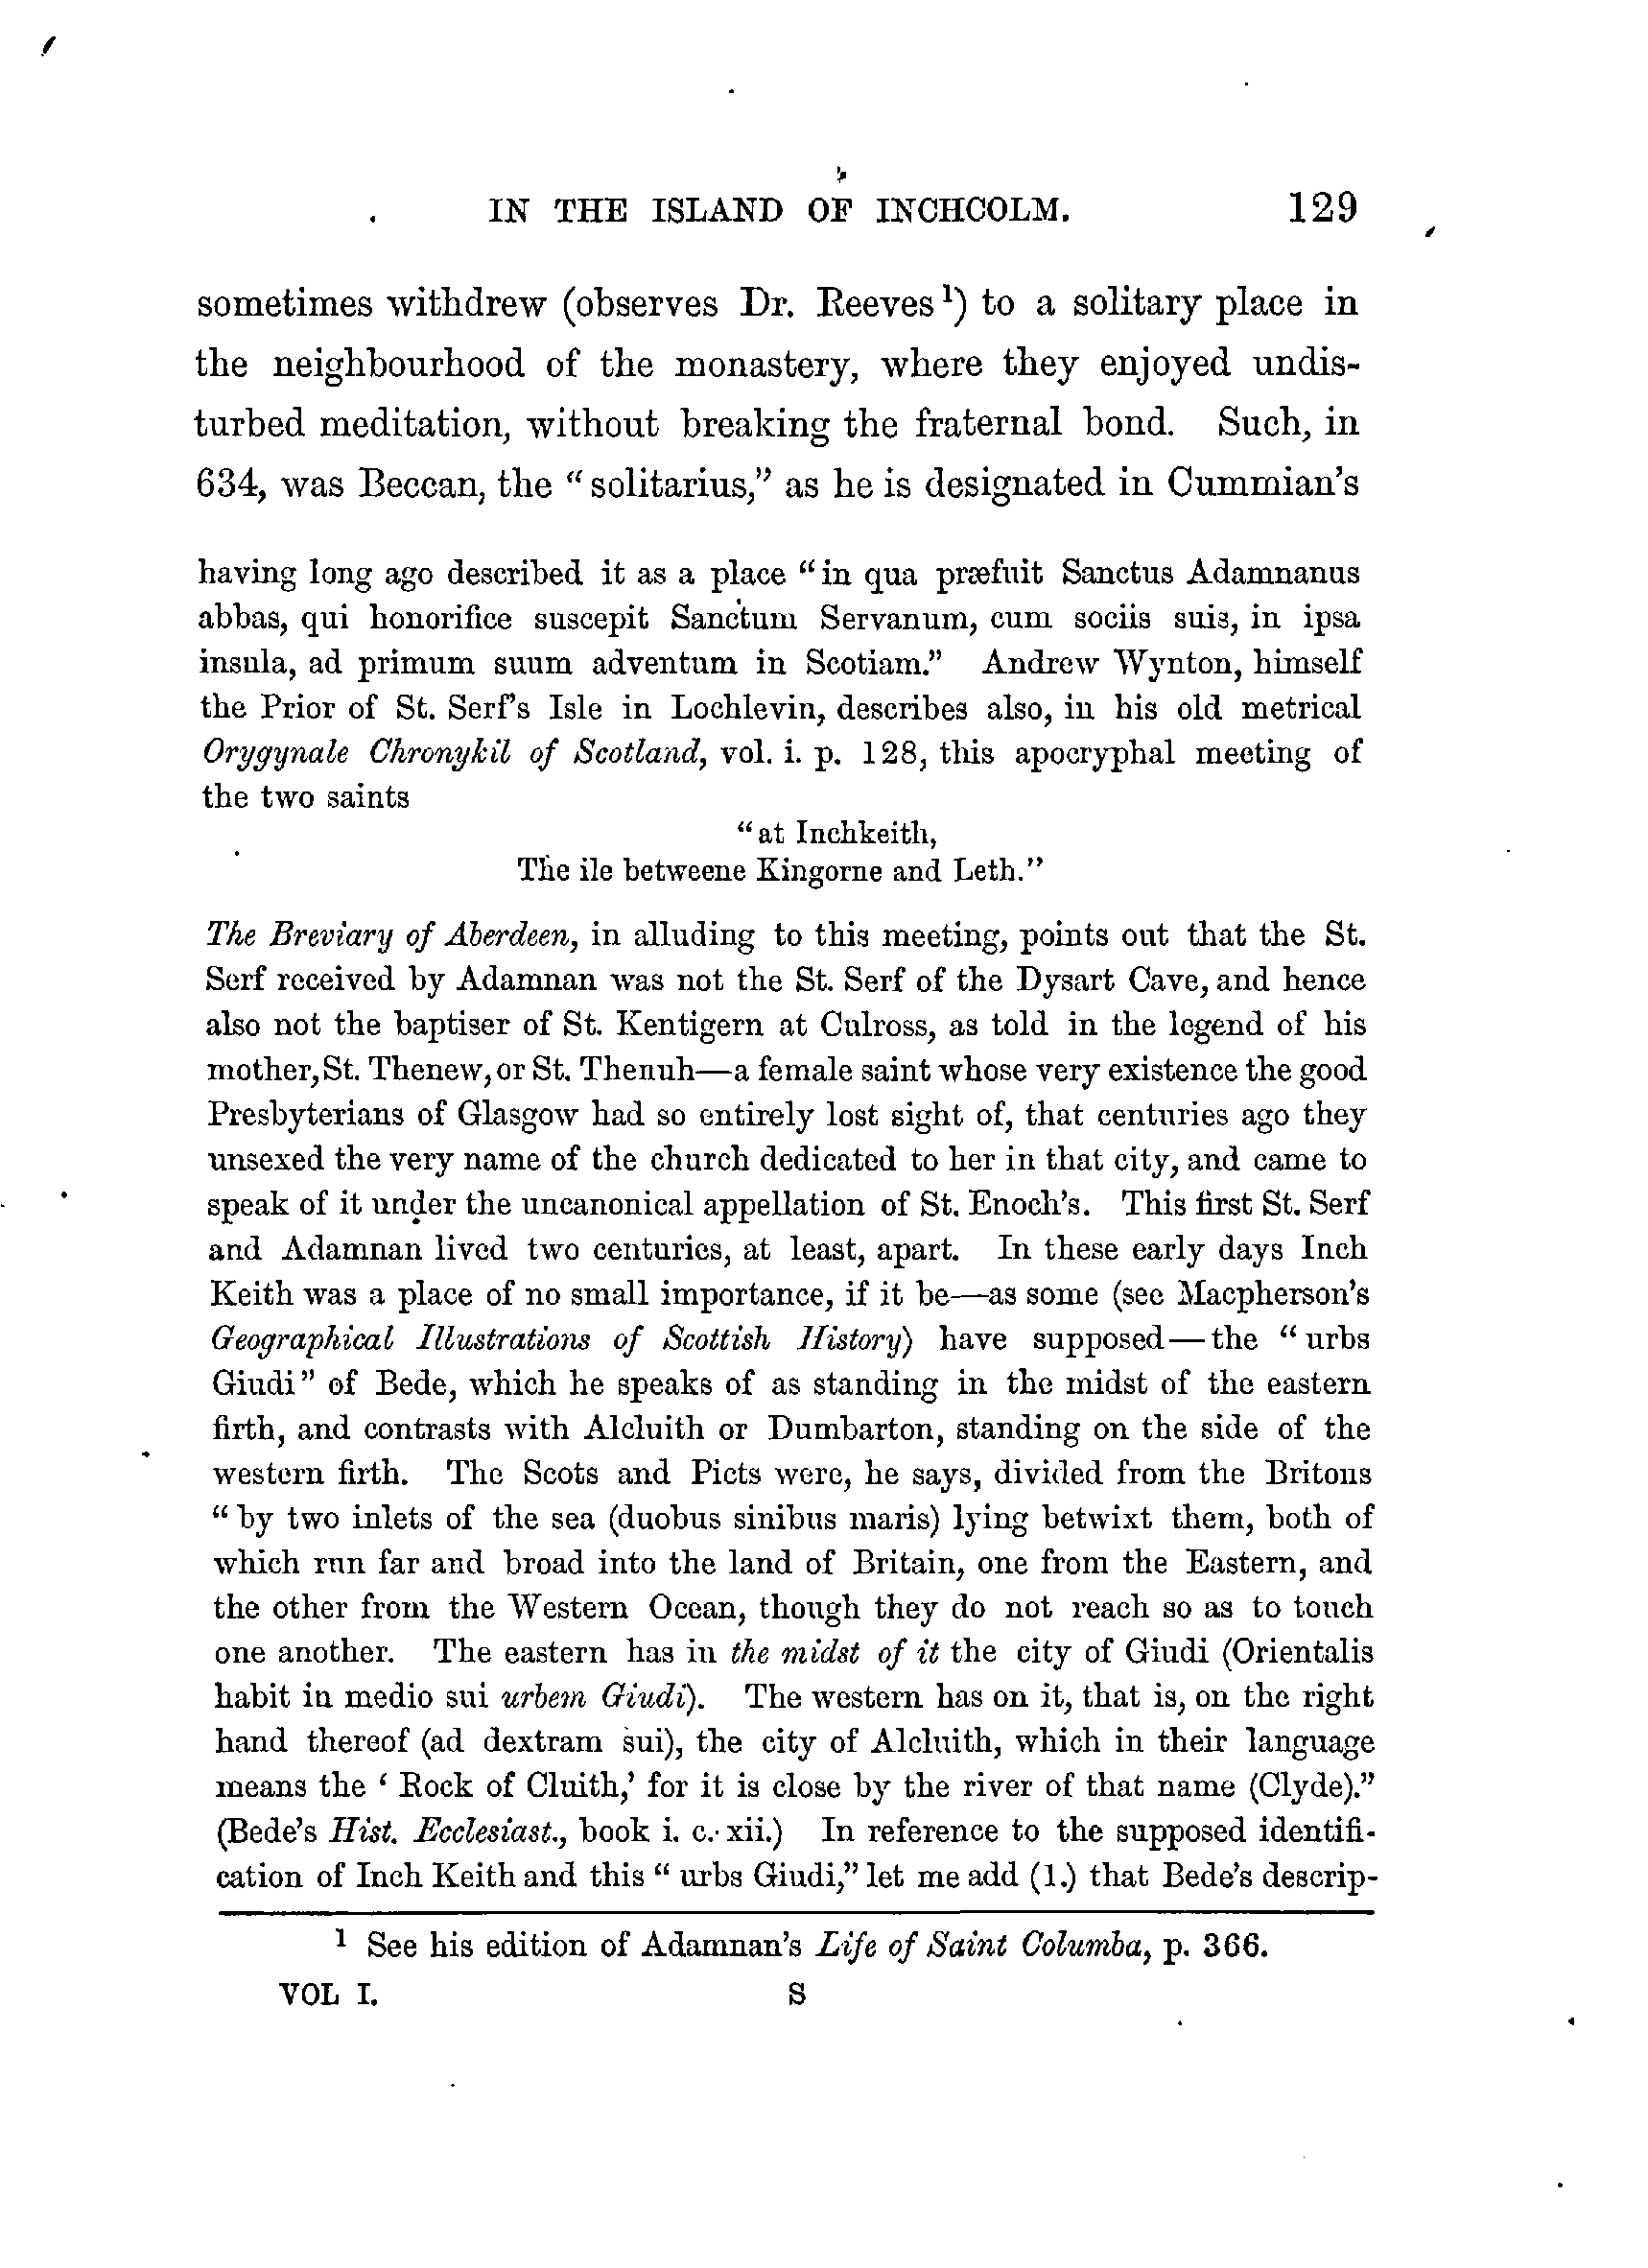 IN THE ISLAND OF INCHCOLM. 129
sometimes withdrew (observes Dr. Reeves¹) to a solitary place in
the neighbourhood of the monastery, where they enjoyed undis-
turbed meditation, without breaking the fraternal bond. Such, in
634, was Beccan, the "solitarius," as he is designated in Cummian's
having long ago described it as a place "in qua præfuit Sanctus Adamnanus
abbas, qui honorifice suscepit Sanctum Servanum, cum sociis suis, in ipsa
insula, ad primum suum adventum in Scotiam." Andrew Wynton, himself
the Prior of St. Serf's Isle in Lochlevin, describes also, in his old metrical
Orygynale Chronykil of Scotland, vol. i. p. 128, this apocryphal meeting of
the two saints
"at Inchkeith,
The ile betweene Kingorne and Leth."
The Breviary of Aberdeen, in alluding to this meeting, points out that the St.
Serf received by Adamnan was not the St. Serf of the Dysart Cave, and hence
also not the baptiser of St. Kentigern at Culross, as told in the legend of his
mother, St. Thenew, or St. Thenuh—a female saint whose very existence the good
Presbyterians of Glasgow had so entirely lost sight of, that centuries ago they
unsexed the very name of the church dedicated to her in that city, and came to
speak of it under the uncanonical appellation of St. Enoch's. This first St. Serf
and Adamnan lived two centuries, at least, apart. In these early days Inch
Keith was a place of no small importance, if it be—as some (see Macpherson's
Geographical Illustrations of Scottish History) have supposed—the "urbs
Giudi" of Bede, which he speaks of as standing in the midst of the eastern
firth, and contrasts with Alcluith or Dumbarton, standing on the side of the
western firth. The Scots and Picts were, he says, divided from the Britons
"by two inlets of the sea (duobus sinibus maris) lying betwixt them, both of
which run far and broad into the land of Britain, one from the Eastern, and
the other from the Western Ocean, though they do not reach so as to touch
one another. The eastern has in the midst of it the city of Giudi (Orientalis
habit in medio sui urbem Giudi). The western has on it, that is, on the right
hand thereof (ad dextram sui), the city of Alcluith, which in their language
means the 'Rock of Cluith,' for it is close by the river of that name (Clyde)."
(Bede's Hist. Ecclesiast., book i. c. xii.) In reference to the supposed identifi-
cation of Inch Keith and this "urbs Giudi," let me add (1.) that Bede's descrip-
¹ See his edition of Adamnan's Life of Saint Columba, p. 366.
VOL I. S